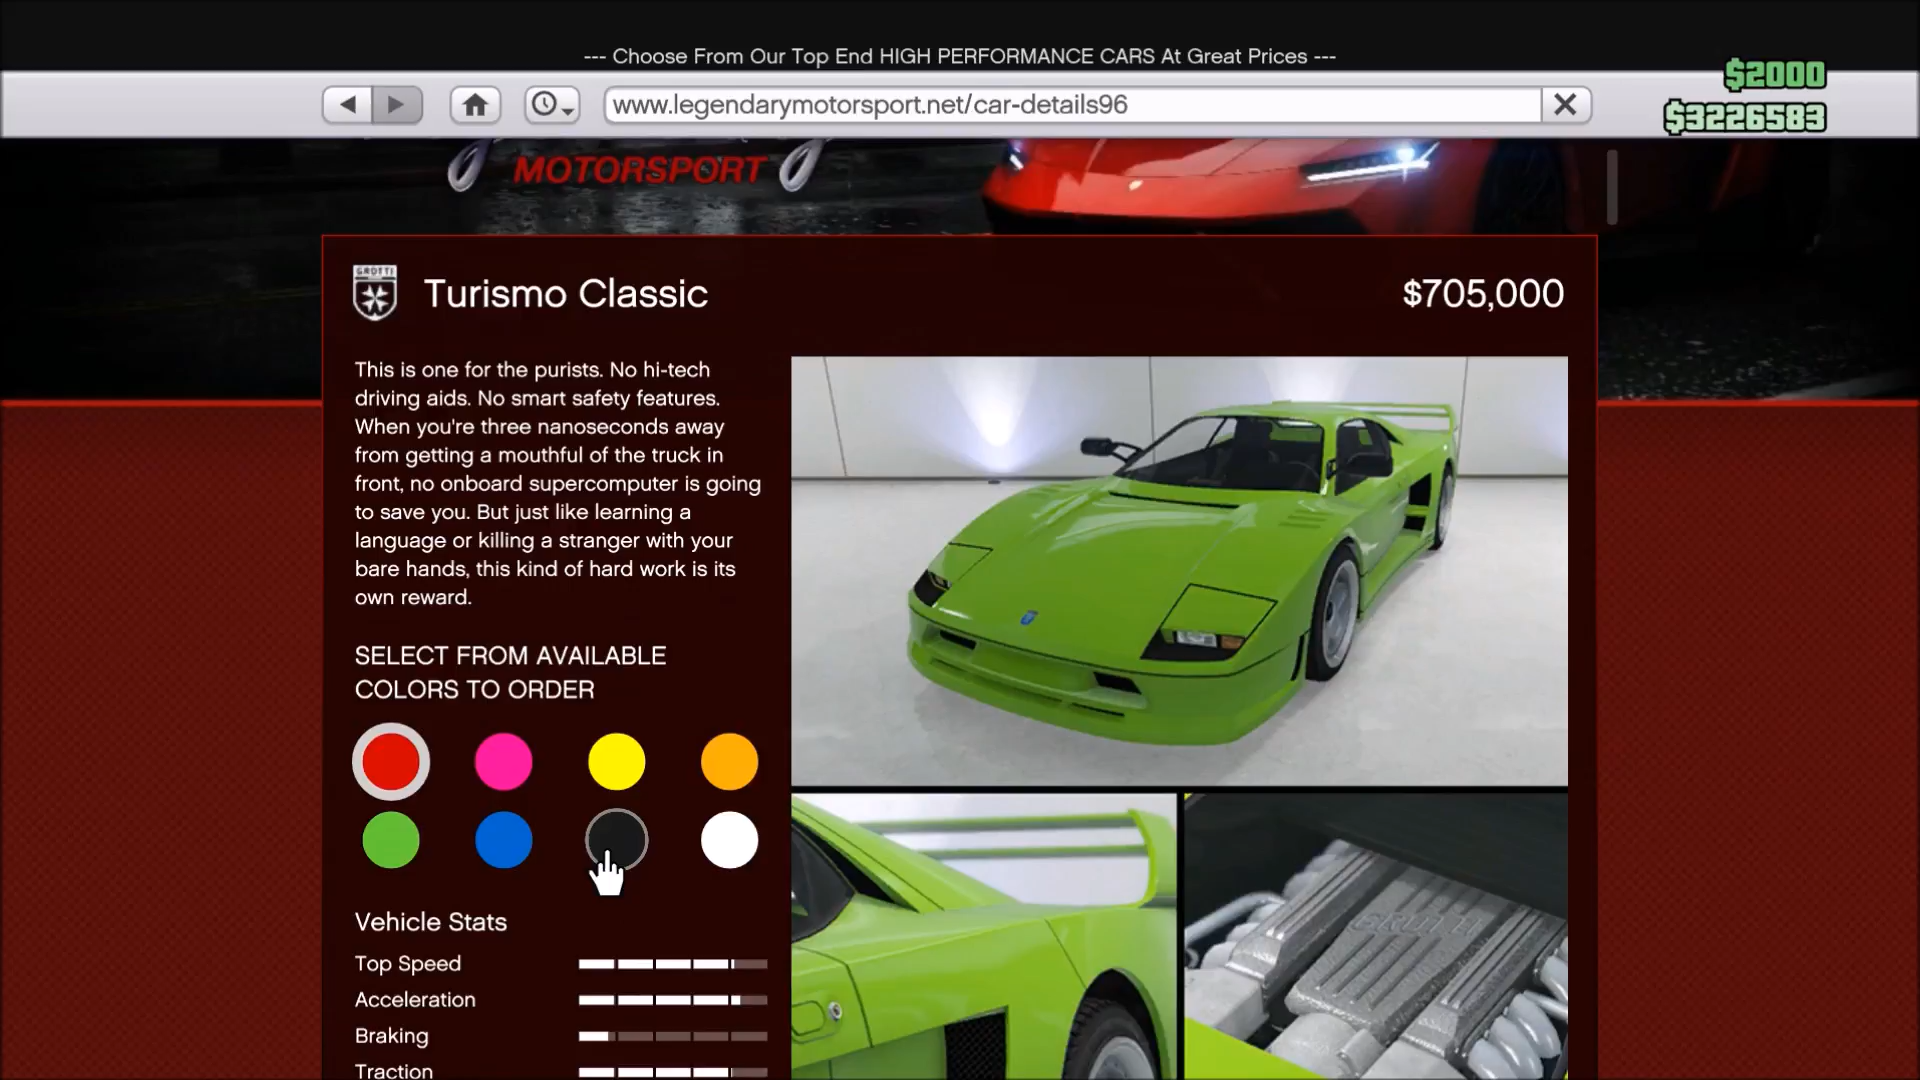 --- Choose From Our Top End HIGH PERFORMANCE CARS At Great Prices ---
$2000
www.legendarymotorsport.net/car-details96
$3226583
MOTORSPORT
GROTTI
Turismo Classic
$705,000
This is one for the purists. No hi-tech
driving aids. No smart safety features.
When you're three nanoseconds away
from getting a mouthful of the truck in
front, no onboard supercomputer is going
to save you. But just like learning a
language or killing a stranger with your
bare hands, this kind of hard work is its
own reward.
SELECT FROM AVAILABLE
COLORS TO ORDER
Vehicle Stats
Top Speed
Acceleration
Braking
Traction
GROTTI